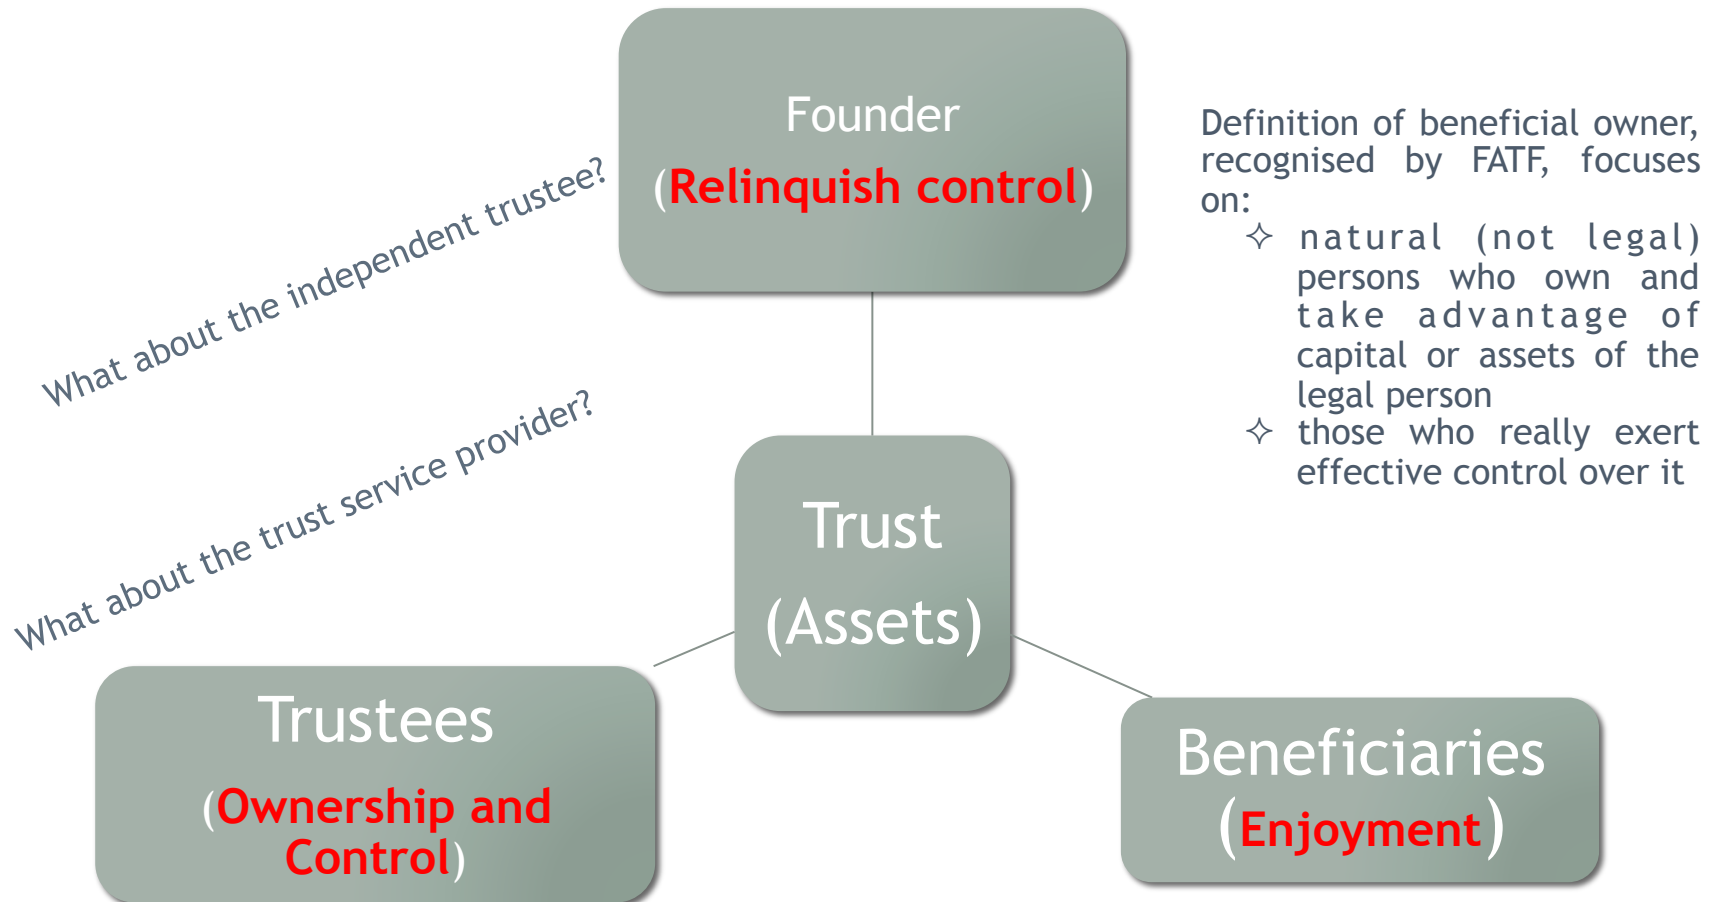 Founder
(Relinquish control)
What about the independent trustee?
What about the trust service provider?
Definition of beneficial owner,
recognised by FATF, focuses
on:
✧ natural (not legal)
persons who own and
take advantage of
capital or assets of the
legal person
✧ those who really exert
effective control over it
Trust
(Assets)
Trustees
(Ownership and
Control)
Beneficiaries
(Enjoyment)